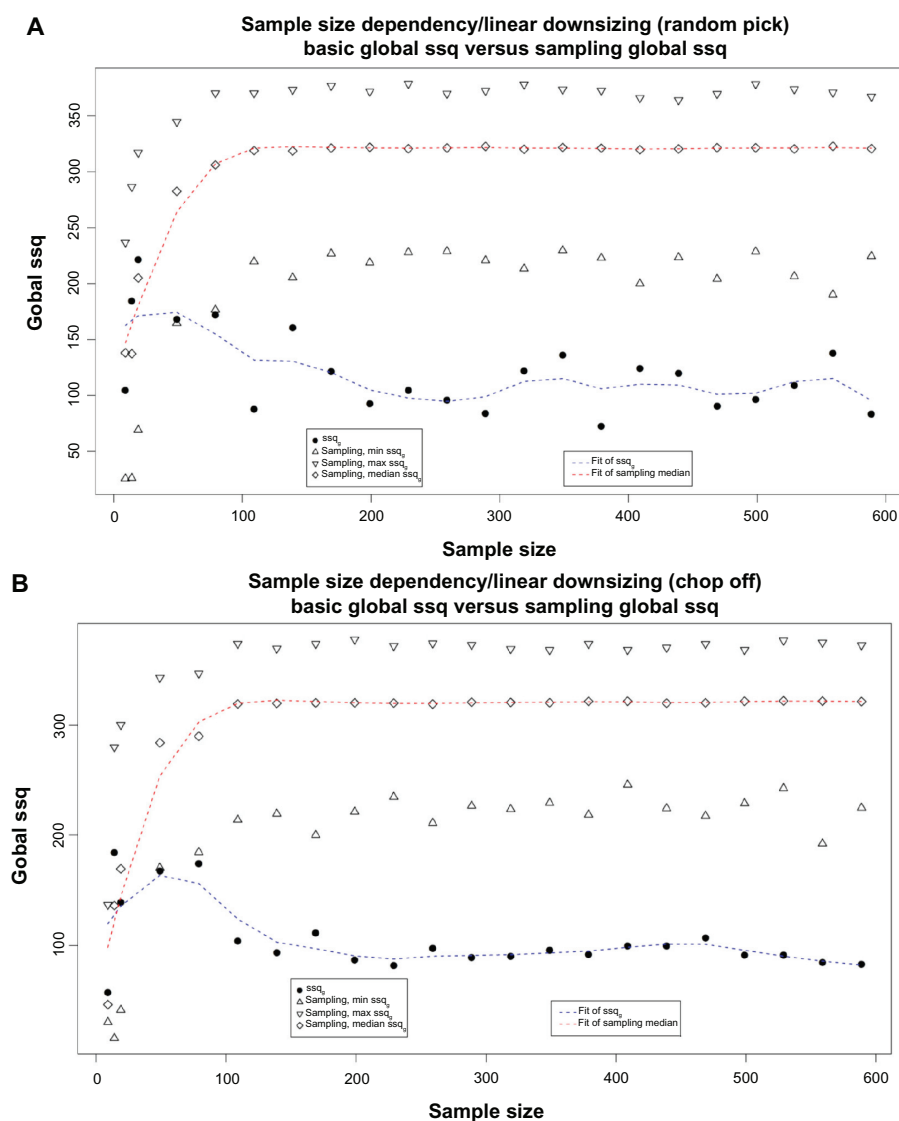 A
Sample size dependency/linear downsizing (random pick)
basic global ssq versus sampling global ssq
Gobal ssq
350
300
250
200
150
100
50
ssqg
Sampling, min ssqg
Sampling, max ssqg
Sampling, median ssqg
Fit of ssqg
Fit of sampling median
0 100 200 300 400 500 600
Sample size
B
Sample size dependency/linear downsizing (chop off)
basic global ssq versus sampling global ssq
Gobal ssq
300
200
100
ssqg
Sampling, min ssqg
Sampling, max ssqg
Sampling, median ssqg
Fit of ssqg
Fit of sampling median
0 100 200 300 400 500 600
Sample size